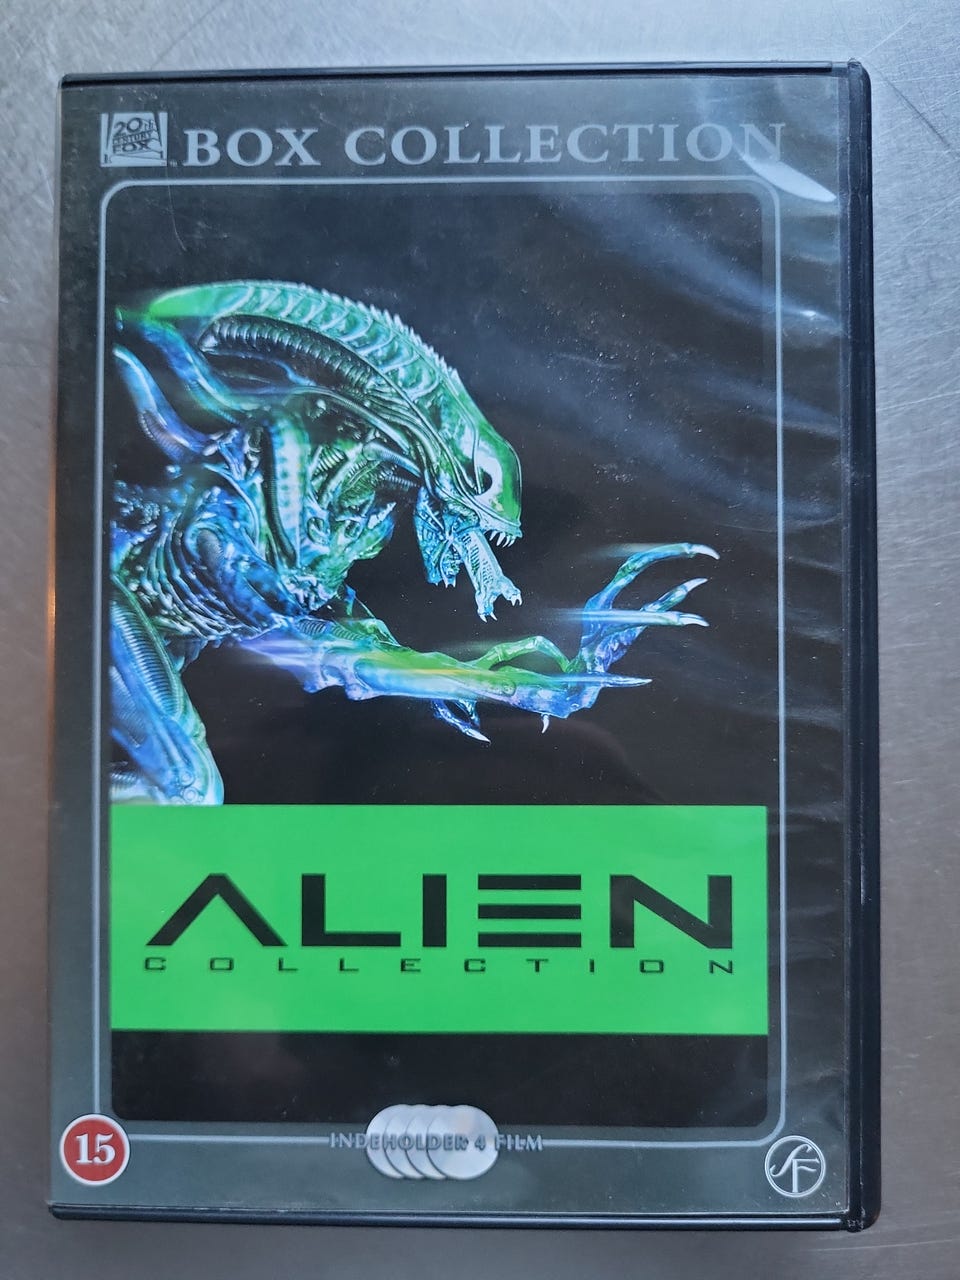 20th
CENTURY
FOX
BOX COLLECTION
ALIEN
COLLECTION
INDEHOLDER 4 FILM
15
SF